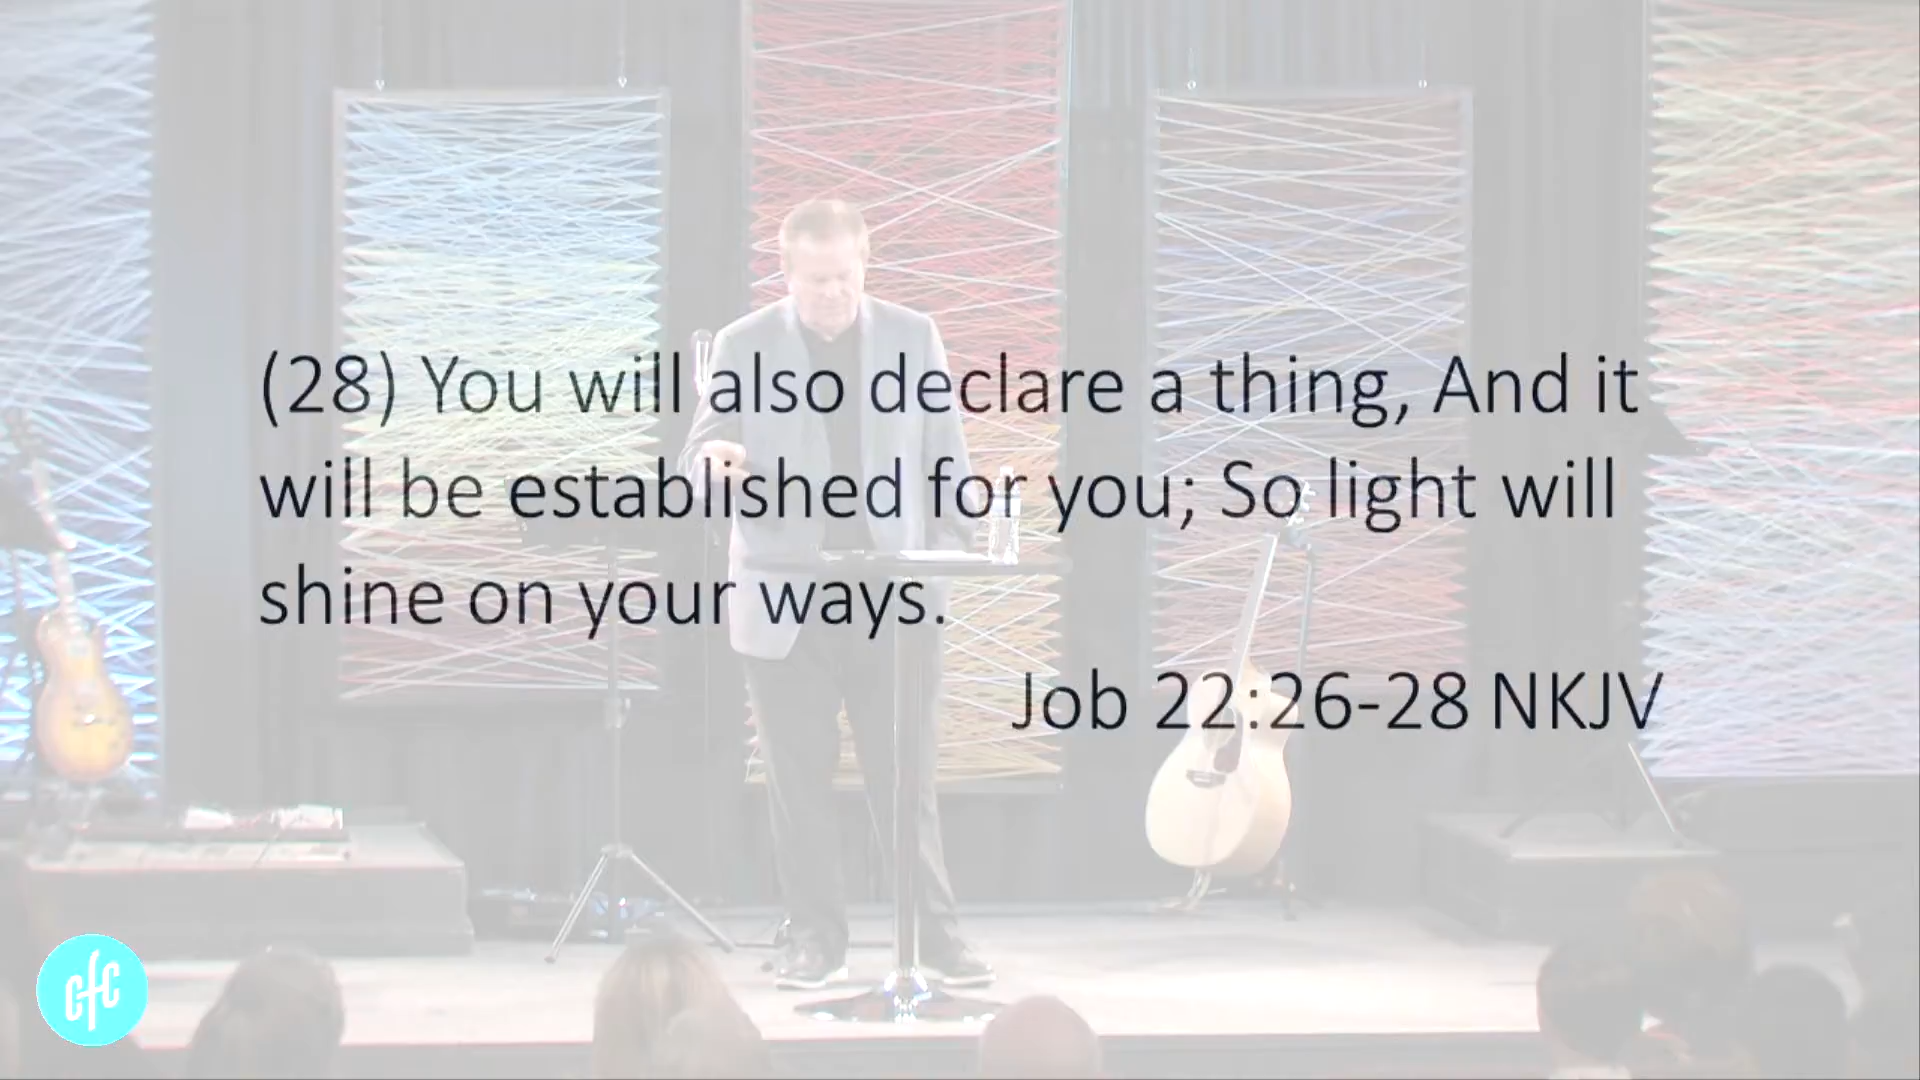 (28) You will also declare a thing, And it
will be established for you; So light will
shine on your ways.
Job 22:26-28 NKJV
cfc